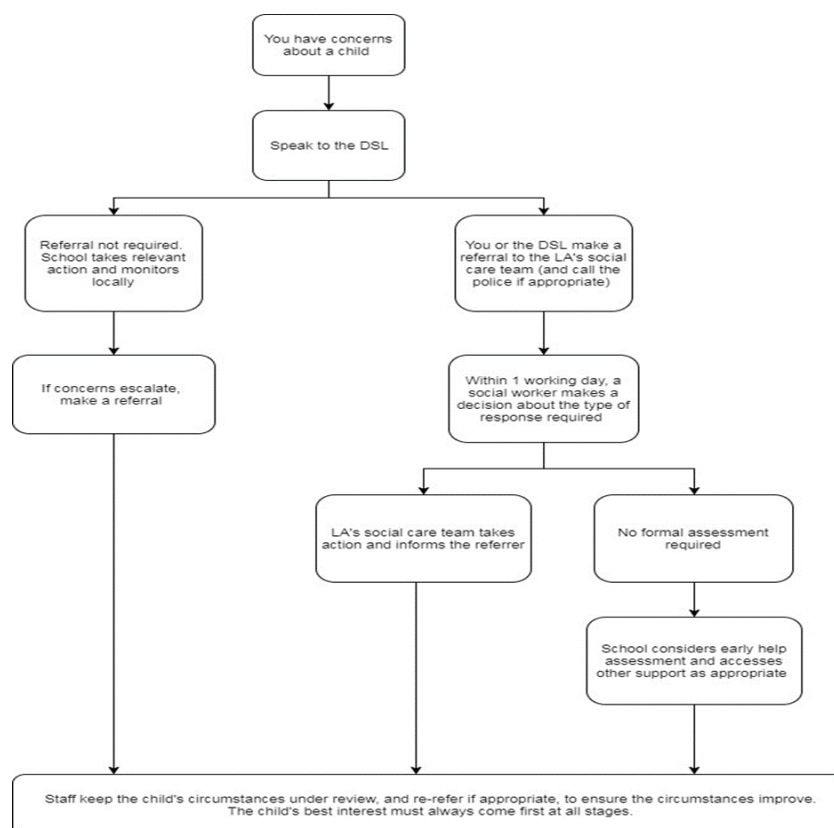 You have concerns
about a child
Speak to the DSL
Referral not required.
School takes relevant
action and monitors
locally
You or the DSL make a
referral to the LA's social
care team (and call the
police if appropriate)
If concerns escalate,
make a referral
Within 1 working day, a
social worker makes a
decision about the type of
response required
LA's social care team takes
action and informs the referrer
No formal assessment
required
School considers early help
assessment and accesses
other support as appropriate
Staff keep the child's circumstances under review, and re-refer if appropriate, to ensure the circumstances improve.
The child's best interest must always come first at all stages.